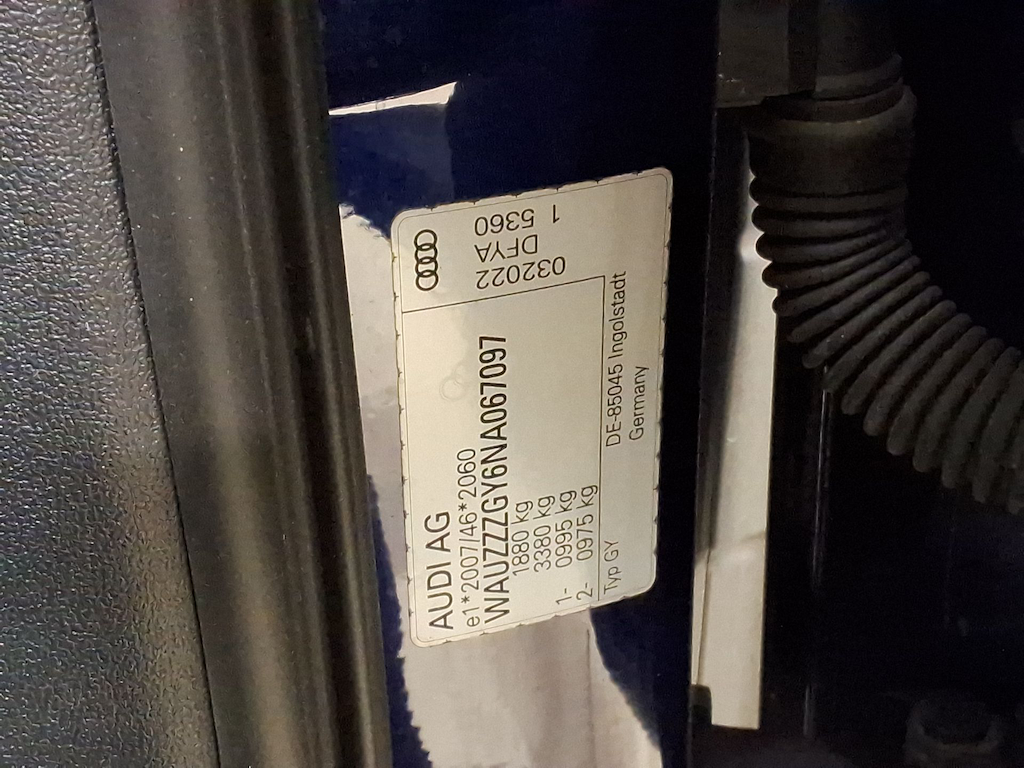 AUDI AG
e1*2007/46*2060
WAUZZZGY6NA067097
1880 kg
3380 kg
1- 0995 kg
2- 0975 kg
Typ GY
DE-85045 Ingolstadt
Germany
032022
DFYA
1 5360